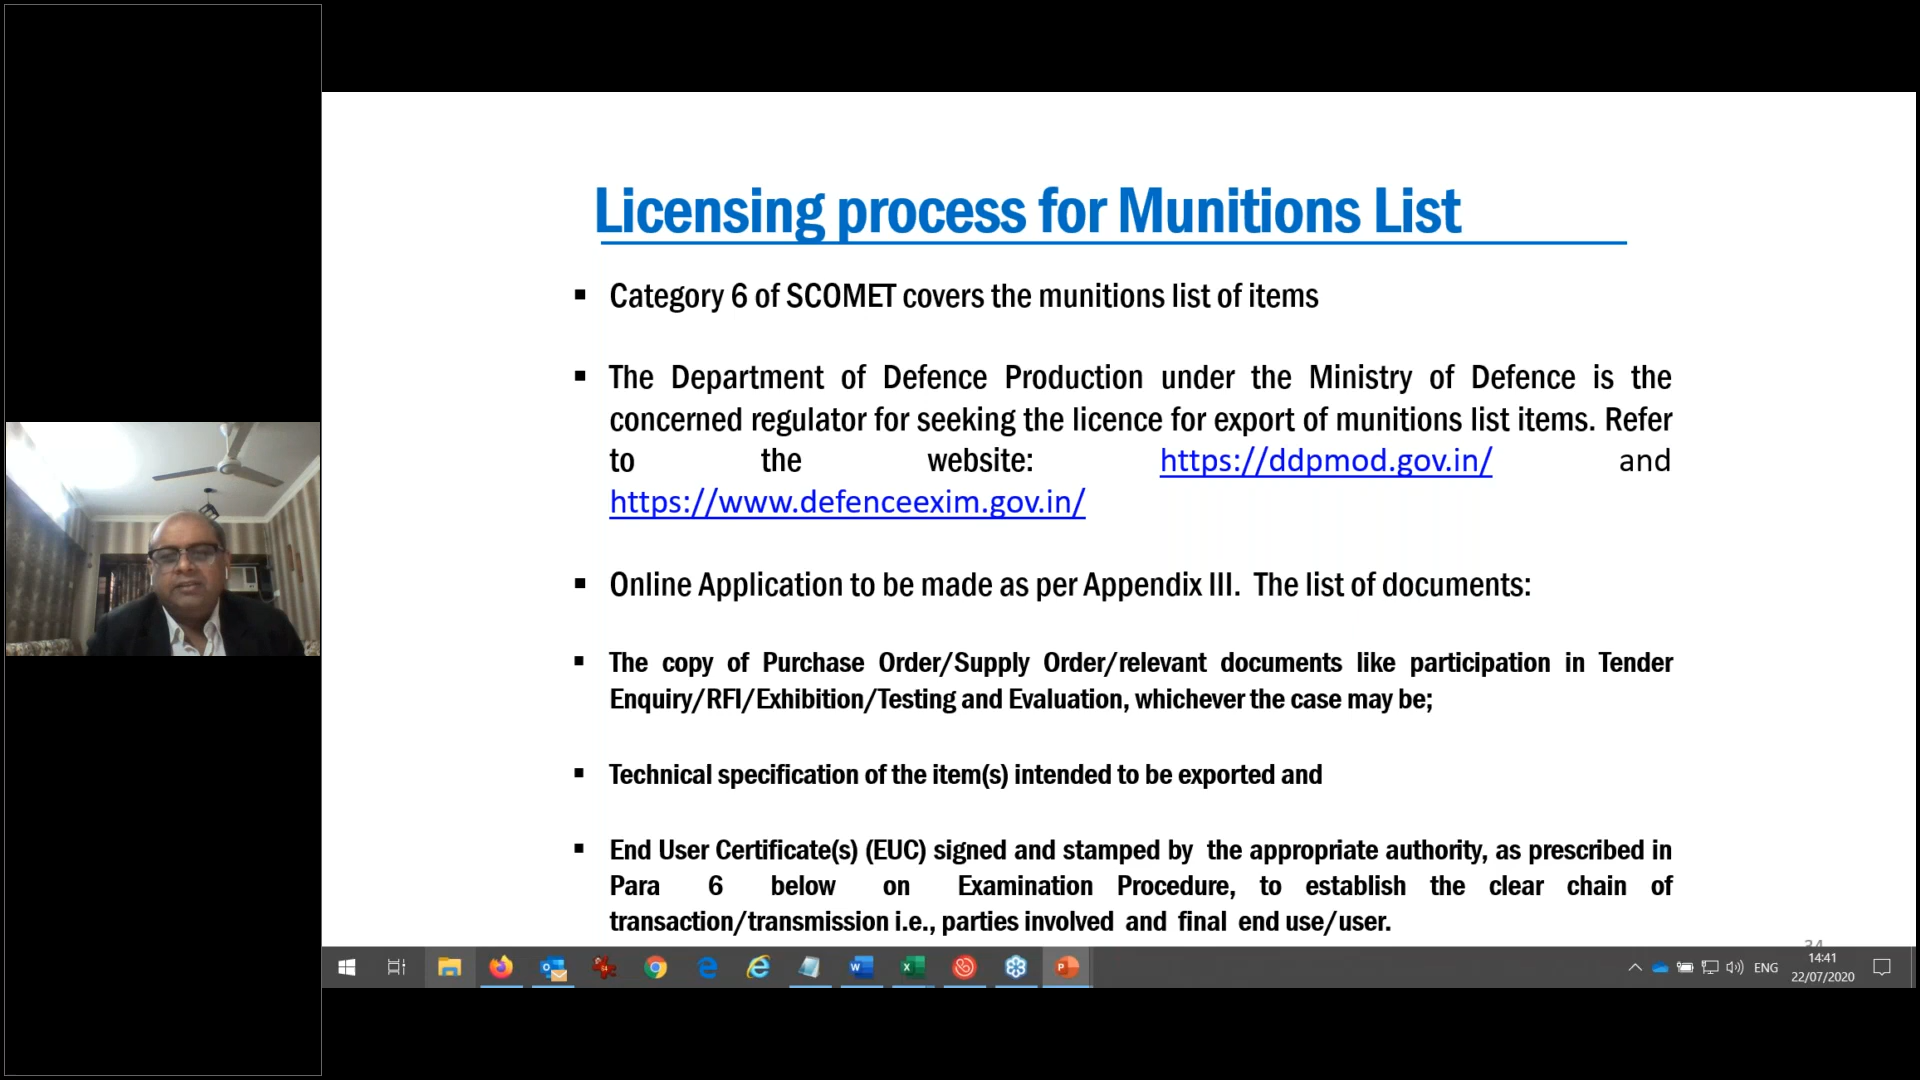 Licensing process for Munitions List
▪ Category 6 of SCOMET covers the munitions list of items
▪ The Department of Defence Production under the Ministry of Defence is the
concerned regulator for seeking the licence for export of munitions list items. Refer
to the website: https://ddpmod.gov.in/ and
https://www.defenceexim.gov.in/
▪ Online Application to be made as per Appendix III. The list of documents:
▪ The copy of Purchase Order/Supply Order/relevant documents like participation in Tender
Enquiry/RFI/Exhibition/Testing and Evaluation, whichever the case may be;
▪ Technical specification of the item(s) intended to be exported and
▪ End User Certificate(s) (EUC) signed and stamped by the appropriate authority, as prescribed in
Para 6 below on Examination Procedure, to establish the clear chain of
transaction/transmission i.e., parties involved and final end use/user.
ENG
14:41
22/07/2020